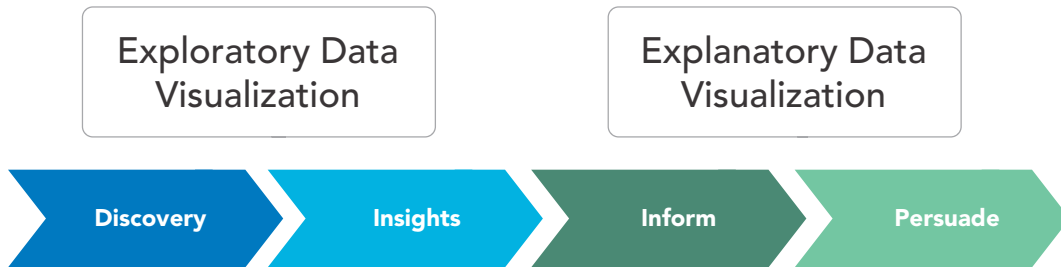 Exploratory Data
Visualization
Explanatory Data
Visualization
Discovery
Insights
Inform
Persuade